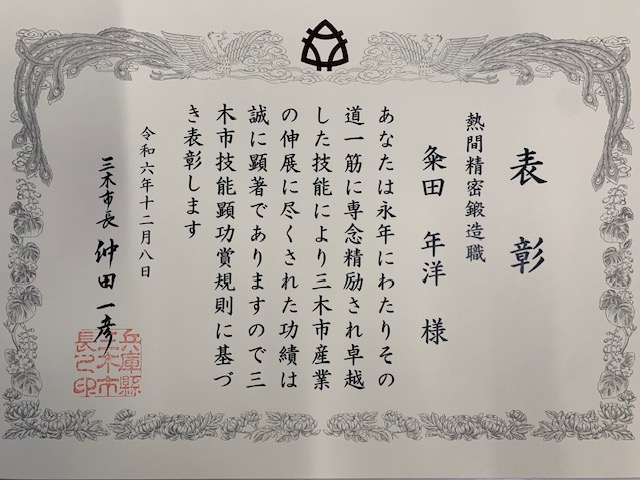 表彰
熱間精密鍛造職
粂田 年洋 様
あなたは永年にわたりその
道一筋に専念精励され卓越
した技能により三木市産業
の伸展に尽くされた功績は
誠に顕著でありますので三
木市技能顕功賞規則に基づ
き表彰します
令和六年十二月八日
三木市長 仲田一彦
兵庫縣
三木市
長之印